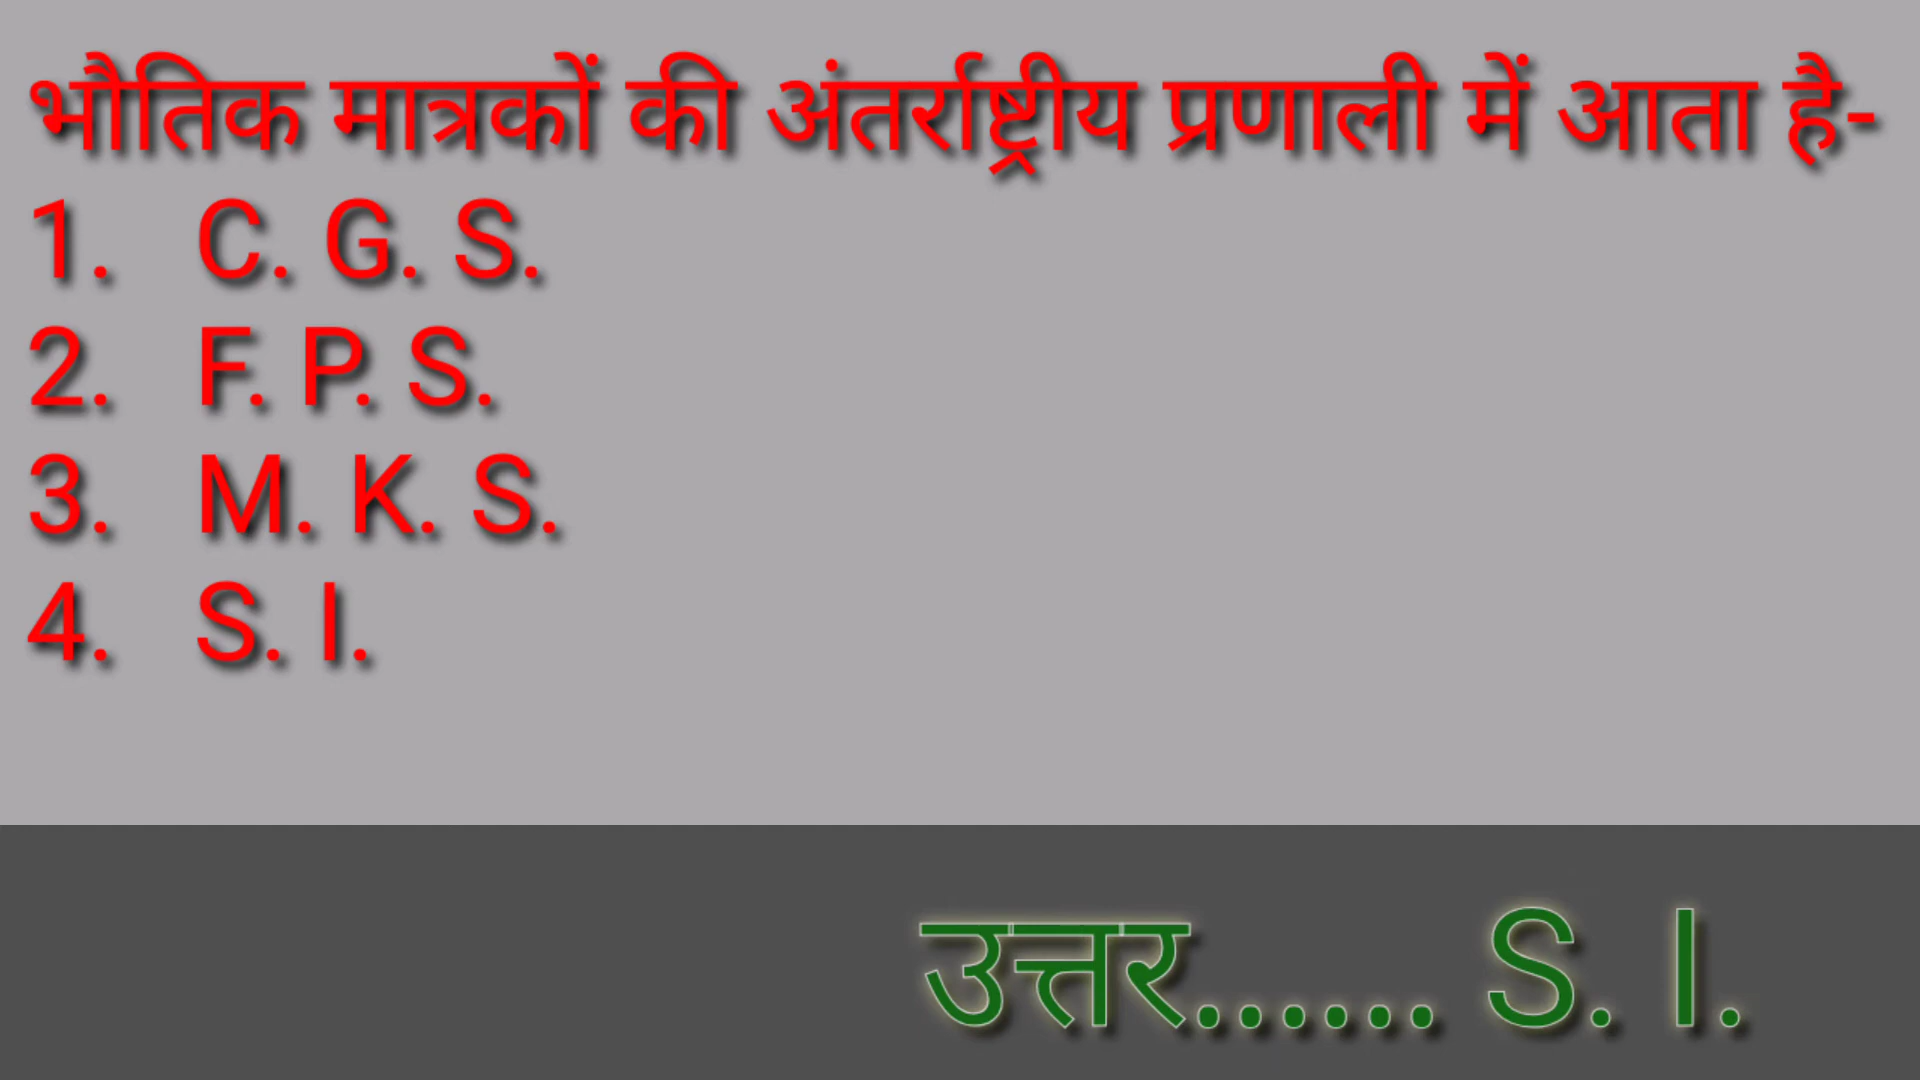 भौतिक मात्रकों की अंतर्राष्ट्रीय प्रणाली में आता है-
1. C. G. S.
2. F. P. S.
3. M. K. S.
4. S. I.
उत्तर...... S. I.